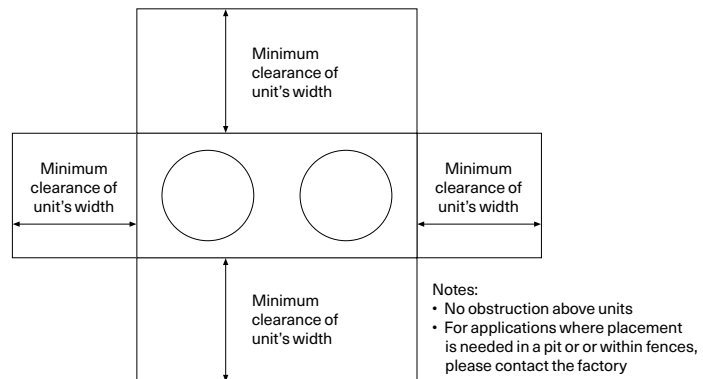 Minimum
clearance of
unit's width
Minimum
clearance of
unit's width
Minimum
clearance of
unit's width
Minimum
clearance of
unit's width
Notes:
• No obstruction above units
• For applications where placement
is needed in a pit or or within fences,
please contact the factory